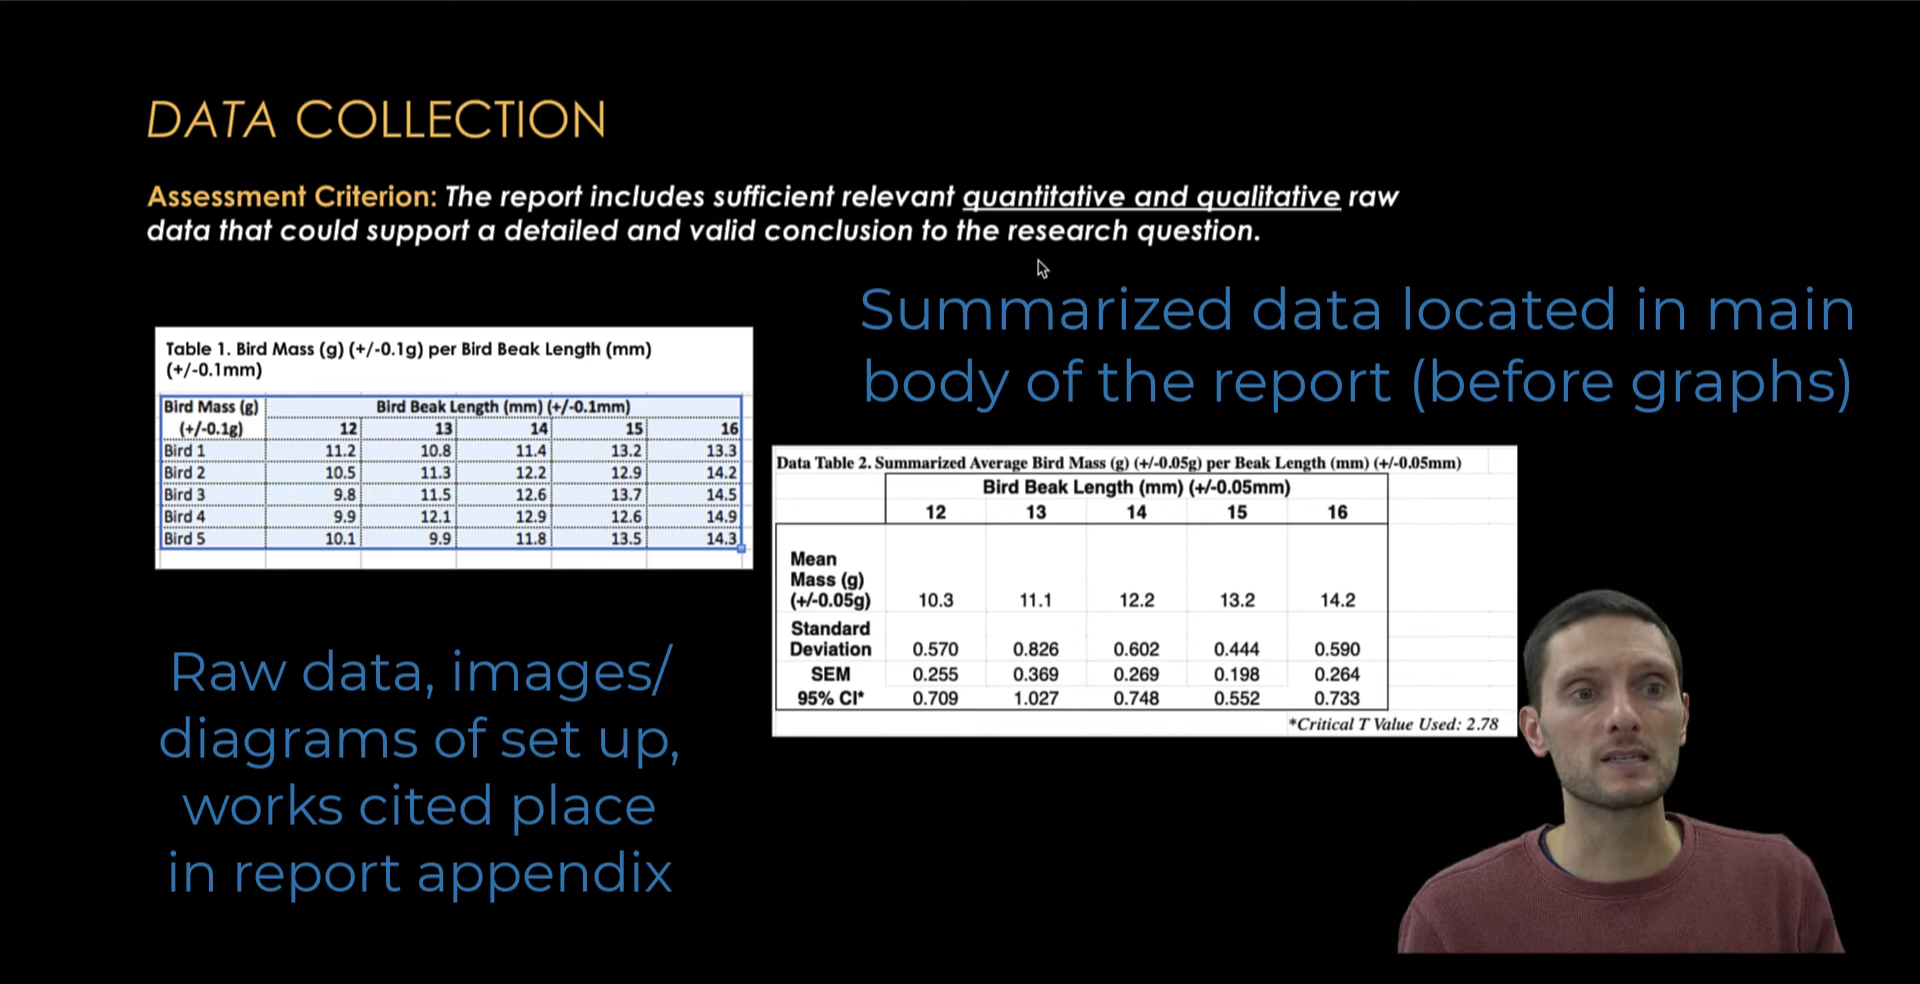 DATA COLLECTION
Assessment Criterion: The report includes sufficient relevant quantitative and qualitative raw
data that could support a detailed and valid conclusion to the research question.
Summarized data located in main
body of the report (before graphs)
Table 1. Bird Mass (g) (+/-0.1g) per Bird Beak Length (mm)
(+/-0.1mm)
Bird Mass (g) Bird Beak Length (mm) (+/-0.1mm)
(+/-0.1g) 12 13 14 15 16
Bird 1 11.2 10.8 11.4 13.2 13.3
Bird 2 10.5 11.3 12.2 12.9 14.2
Bird 3 9.8 11.5 12.6 13.7 14.5
Bird 4 9.9 12.1 12.9 12.6 14.9
Bird 5 10.1 9.9 11.8 13.5 14.3
Data Table 2. Summarized Average Bird Mass (g) (+/-0.05g) per Beak Length (mm) (+/-0.05mm)
Bird Beak Length (mm) (+/-0.05mm)
12 13 14 15 16
Mean
Mass (g)
(+/-0.05g) 10.3 11.1 12.2 13.2 14.2
Standard
Deviation 0.570 0.826 0.602 0.444 0.590
SEM 0.255 0.369 0.269 0.198 0.264
95% CI* 0.709 1.027 0.748 0.552 0.733
*Critical T Value Used: 2.78
Raw data, images/
diagrams of set up,
works cited place
in report appendix